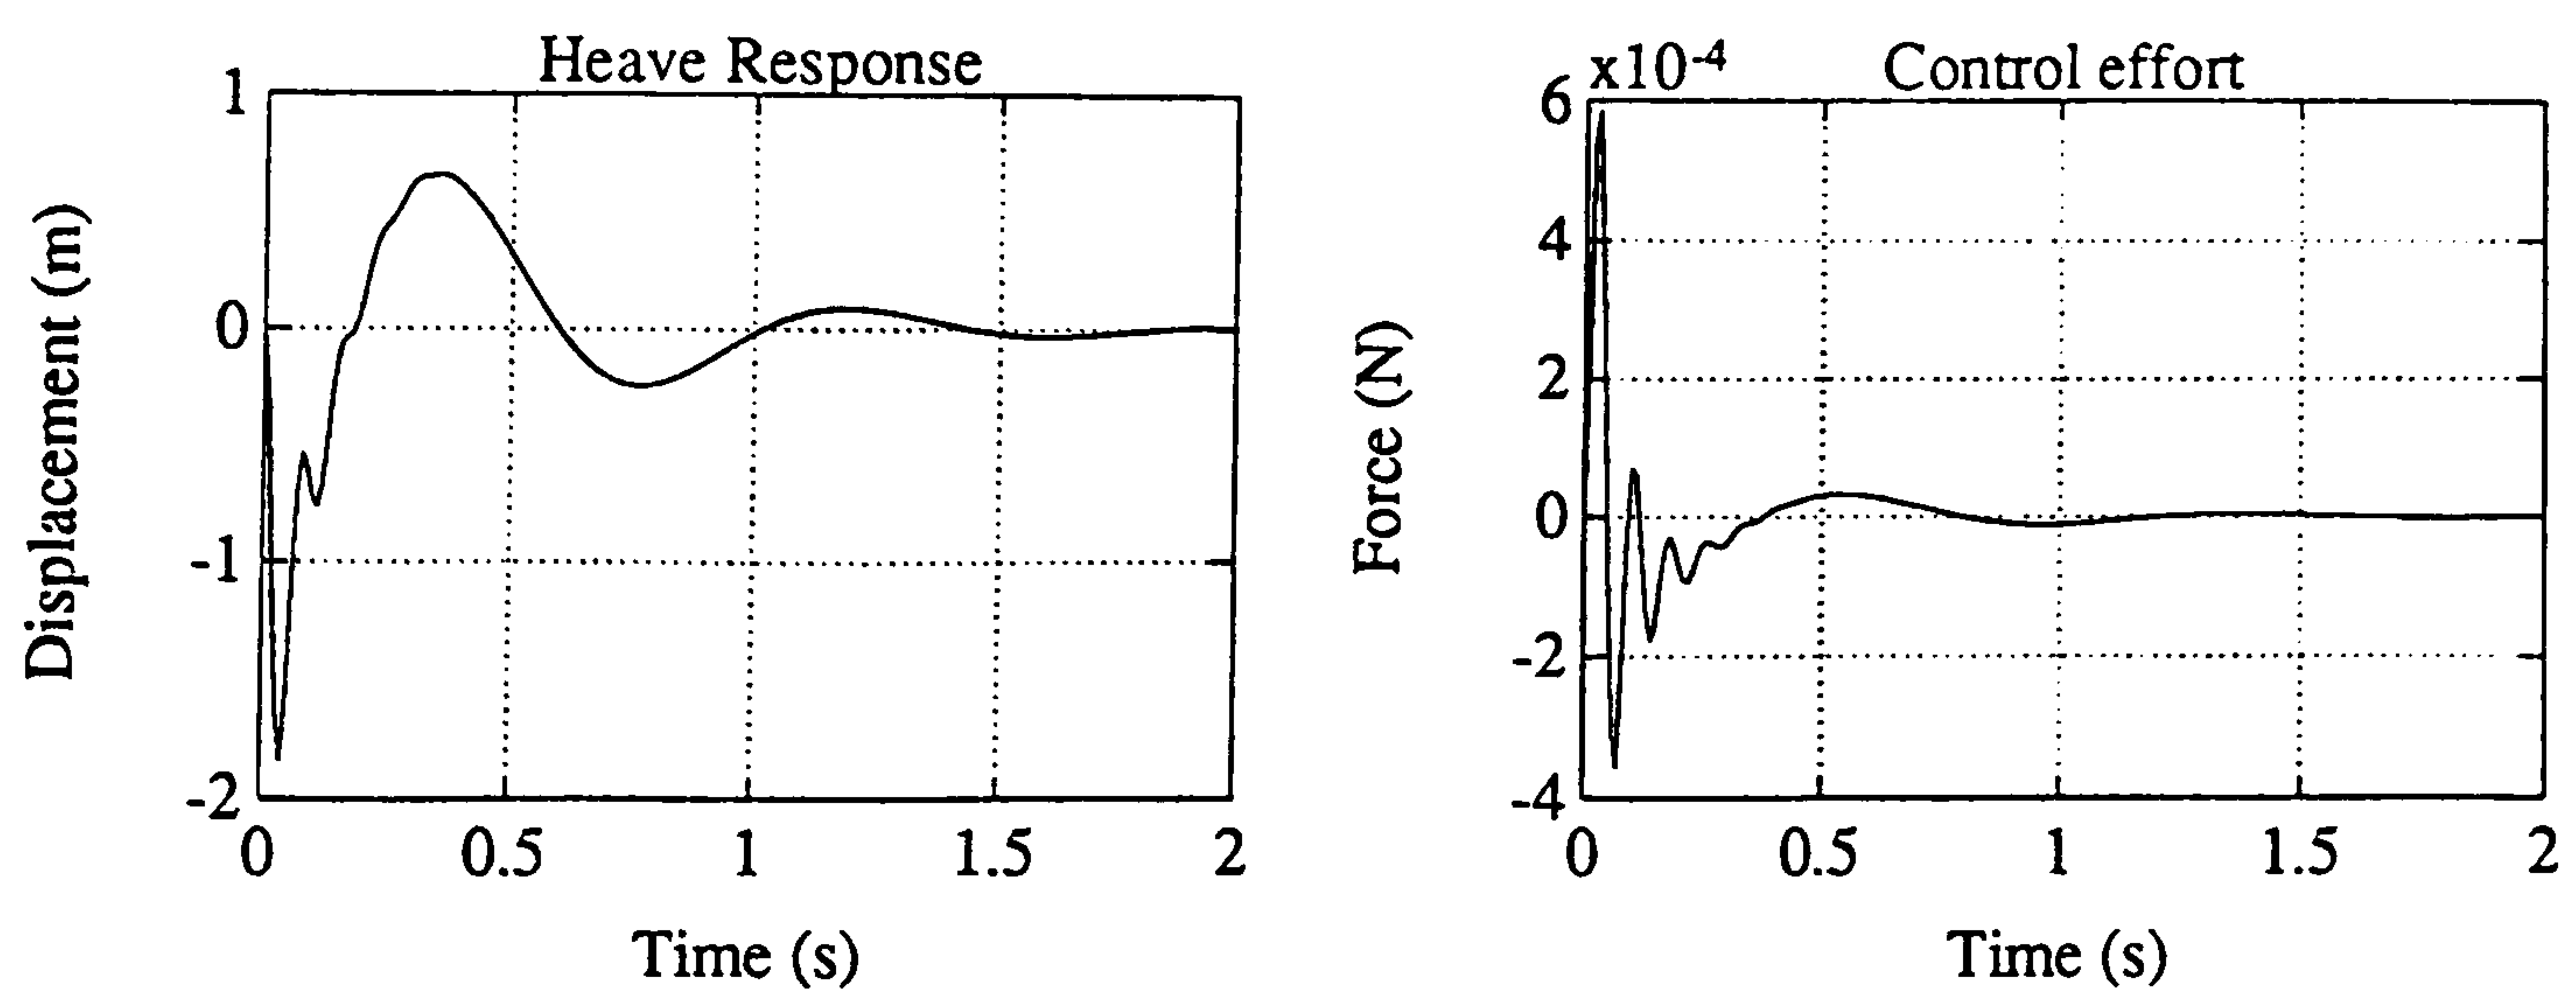 Heave Response
Displacement (m)
1
0
-1
-2
0 0.5 1 1.5 2
Time (s)
x10-4 Control effort
Force (N)
6
4
2
0
-2
-4
0 0.5 1 1.5 2
Time (s)